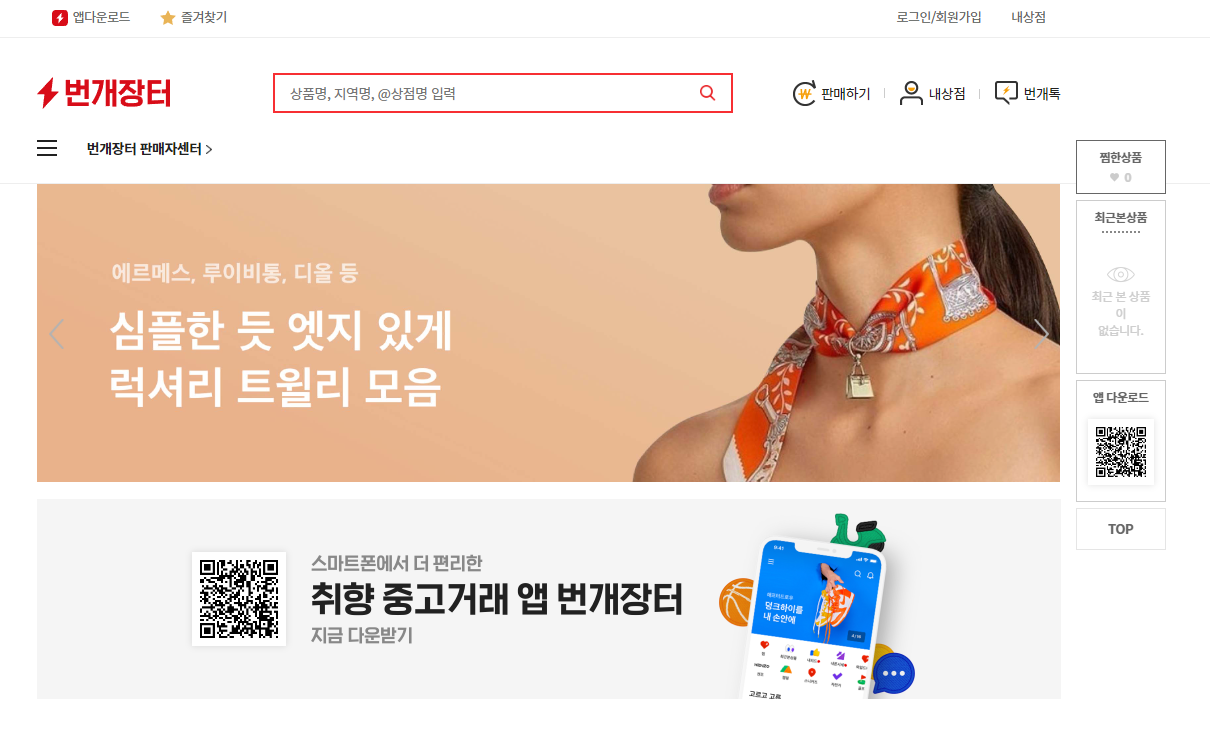 앱다운로드
즐겨찾기
로그인/회원가입
내상점
번개장터
상품명, 지역명, @상점명 입력
판매하기
내상점
번개톡
번개장터 판매자센터 >
찜한상품
0
최근본상품
최근 본 상품
이
없습니다.
앱 다운로드
TOP
에르메스, 루이비통, 디올 등
심플한 듯 엣지 있게
럭셔리 트윌리 모음
스마트폰에서 더 편리한
취향 중고거래 앱 번개장터
지금 다운받기
9:41
덩크하이를
내 손안에
고르고 고른